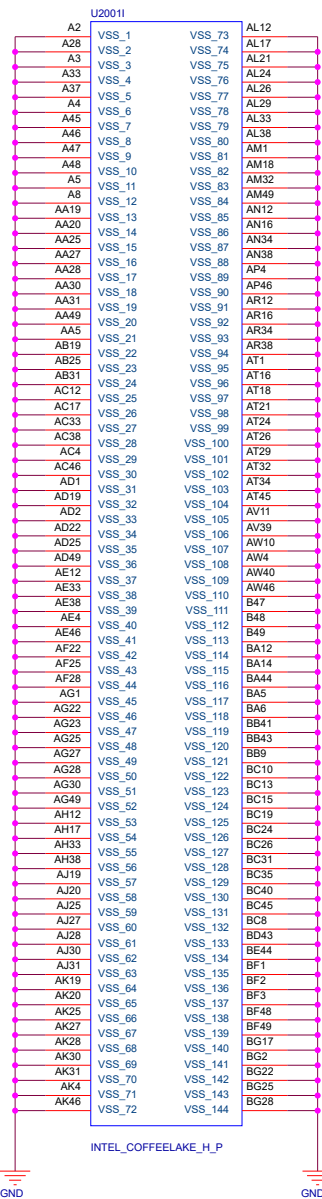 U2001I
A2 VSS_1 VSS_73 AL12
A28 VSS_2 VSS_74 AL17
A3 VSS_3 VSS_75 AL21
A33 VSS_4 VSS_76 AL24
A37 VSS_5 VSS_77 AL26
A4 VSS_6 VSS_78 AL29
A45 VSS_7 VSS_79 AL33
A46 VSS_8 VSS_80 AL38
A47 VSS_9 VSS_81 AM1
A48 VSS_10 VSS_82 AM18
A5 VSS_11 VSS_83 AM32
A8 VSS_12 VSS_84 AM49
AA19 VSS_13 VSS_85 AN12
AA20 VSS_14 VSS_86 AN16
AA25 VSS_15 VSS_87 AN34
AA27 VSS_16 VSS_88 AN38
AA28 VSS_17 VSS_89 AP4
AA30 VSS_18 VSS_90 AP46
AA31 VSS_19 VSS_91 AR12
AA49 VSS_20 VSS_92 AR16
AA5 VSS_21 VSS_93 AR34
AB19 VSS_22 VSS_94 AR38
AB25 VSS_23 VSS_95 AT1
AB31 VSS_24 VSS_96 AT16
AC12 VSS_25 VSS_97 AT18
AC17 VSS_26 VSS_98 AT21
AC33 VSS_27 VSS_99 AT24
AC38 VSS_28 VSS_100 AT26
AC4 VSS_29 VSS_101 AT29
AC46 VSS_30 VSS_102 AT32
AD1 VSS_31 VSS_103 AT34
AD19 VSS_32 VSS_104 AT45
AD2 VSS_33 VSS_105 AV11
AD22 VSS_34 VSS_106 AV39
AD25 VSS_35 VSS_107 AW10
AD49 VSS_36 VSS_108 AW4
AE12 VSS_37 VSS_109 AW40
AE33 VSS_38 VSS_110 AW46
AE38 VSS_39 VSS_111 B47
AE4 VSS_40 VSS_112 B48
AE46 VSS_41 VSS_113 B49
AF22 VSS_42 VSS_114 BA12
AF25 VSS_43 VSS_115 BA14
AF28 VSS_44 VSS_116 BA44
AG1 VSS_45 VSS_117 BA5
AG22 VSS_46 VSS_118 BA6
AG23 VSS_47 VSS_119 BB41
AG25 VSS_48 VSS_120 BB43
AG27 VSS_49 VSS_121 BB9
AG28 VSS_50 VSS_122 BC10
AG30 VSS_51 VSS_123 BC13
AG49 VSS_52 VSS_124 BC15
AH12 VSS_53 VSS_125 BC19
AH17 VSS_54 VSS_126 BC24
AH33 VSS_55 VSS_127 BC26
AH38 VSS_56 VSS_128 BC31
AJ19 VSS_57 VSS_129 BC35
AJ20 VSS_58 VSS_130 BC40
AJ25 VSS_59 VSS_131 BC45
AJ27 VSS_60 VSS_132 BC8
AJ28 VSS_61 VSS_133 BD43
AJ30 VSS_62 VSS_134 BE44
AJ31 VSS_63 VSS_135 BF1
AK19 VSS_64 VSS_136 BF2
AK20 VSS_65 VSS_137 BF3
AK25 VSS_66 VSS_138 BF48
AK27 VSS_67 VSS_139 BF49
AK28 VSS_68 VSS_140 BG17
AK30 VSS_69 VSS_141 BG2
AK31 VSS_70 VSS_142 BG22
AK4 VSS_71 VSS_143 BG25
AK46 VSS_72 VSS_144 BG28
INTEL_COFFEELAKE_H_P
GND GND